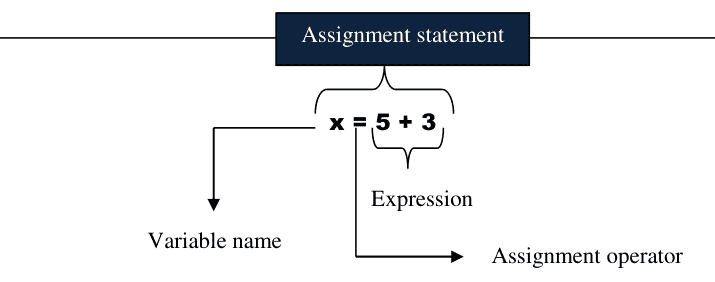 Assignment statement
x = 5 + 3
Expression
Variable name
Assignment operator